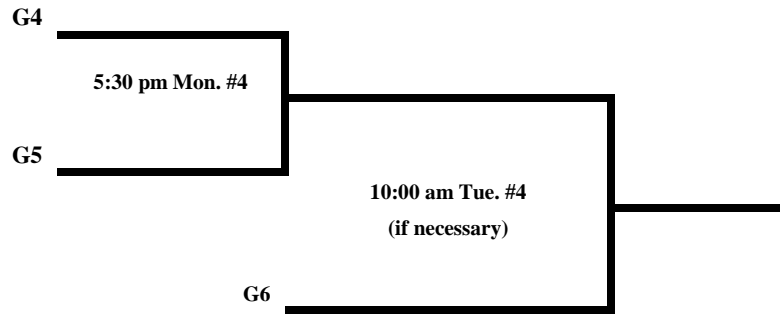 G4
5:30 pm Mon. #4
G5
10:00 am Tue. #4
(if necessary)
G6